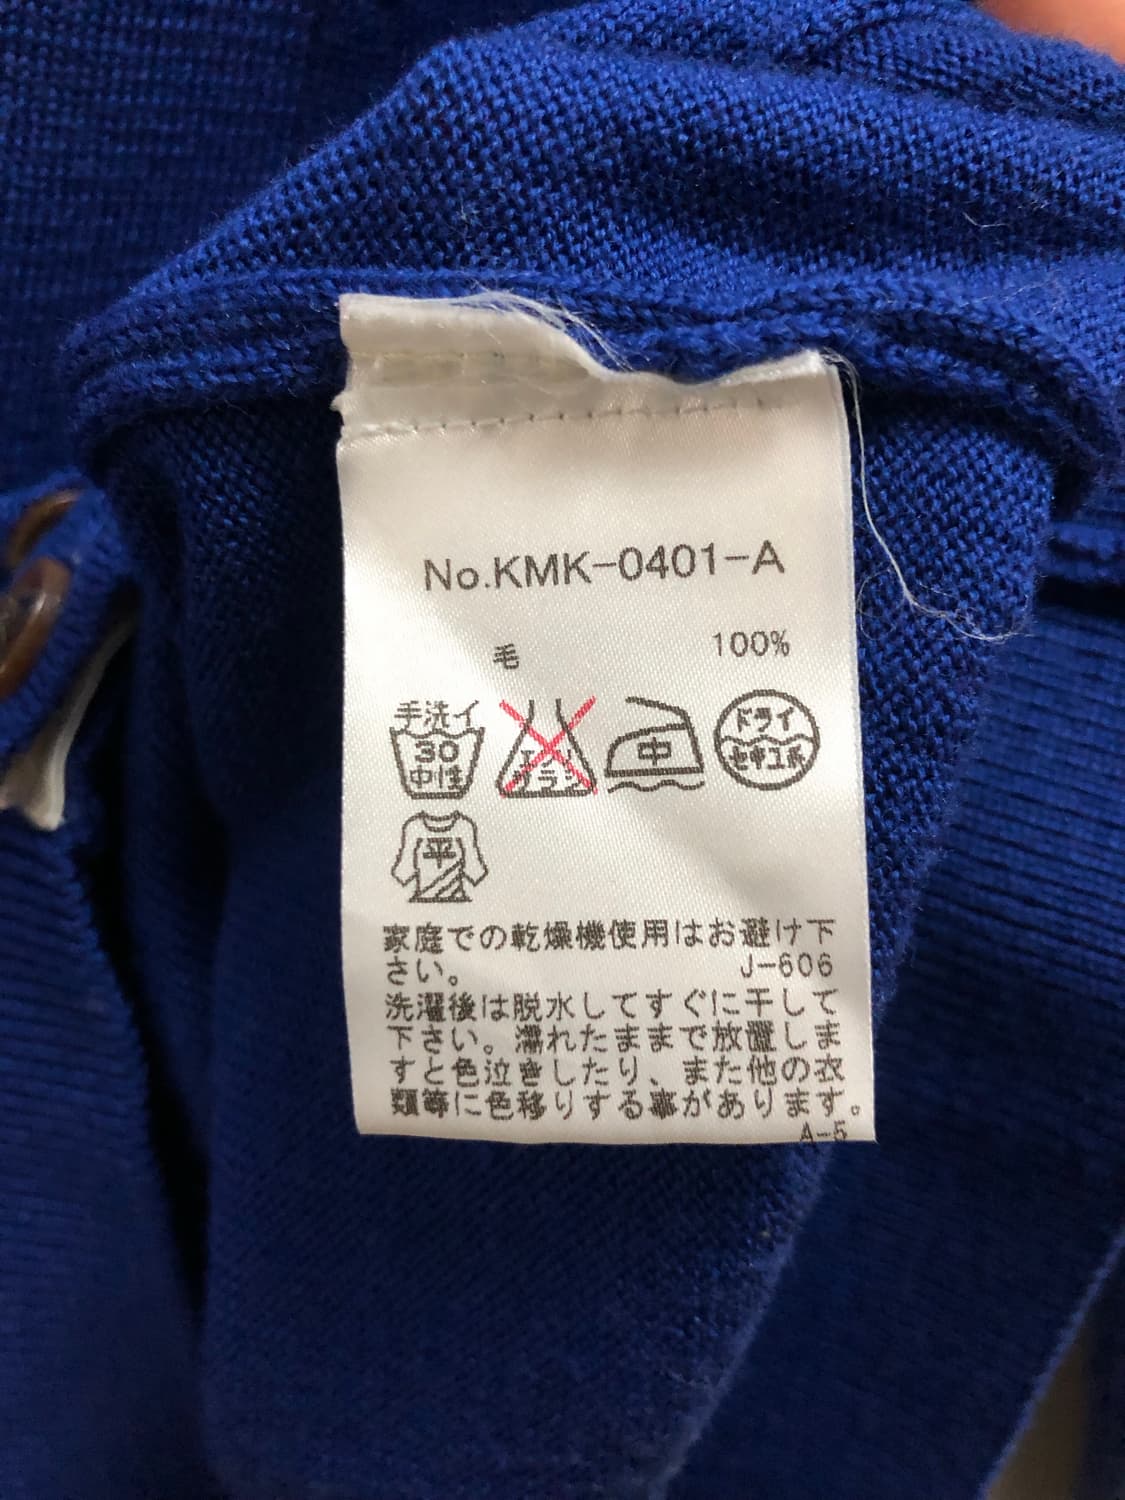 No.KMK-0401-A
毛 100%
手洗イ
30
中性
エンソ
サラシ
中
ドライ
セキユ系
平
家庭での乾燥機使用はお避け下
さい。 J-606
洗濯後は脱水してすぐに干して
下さい。濡れたままで放置しま
すと色泣きしたり、また他の衣
類等に色移りする事があります。
A-5